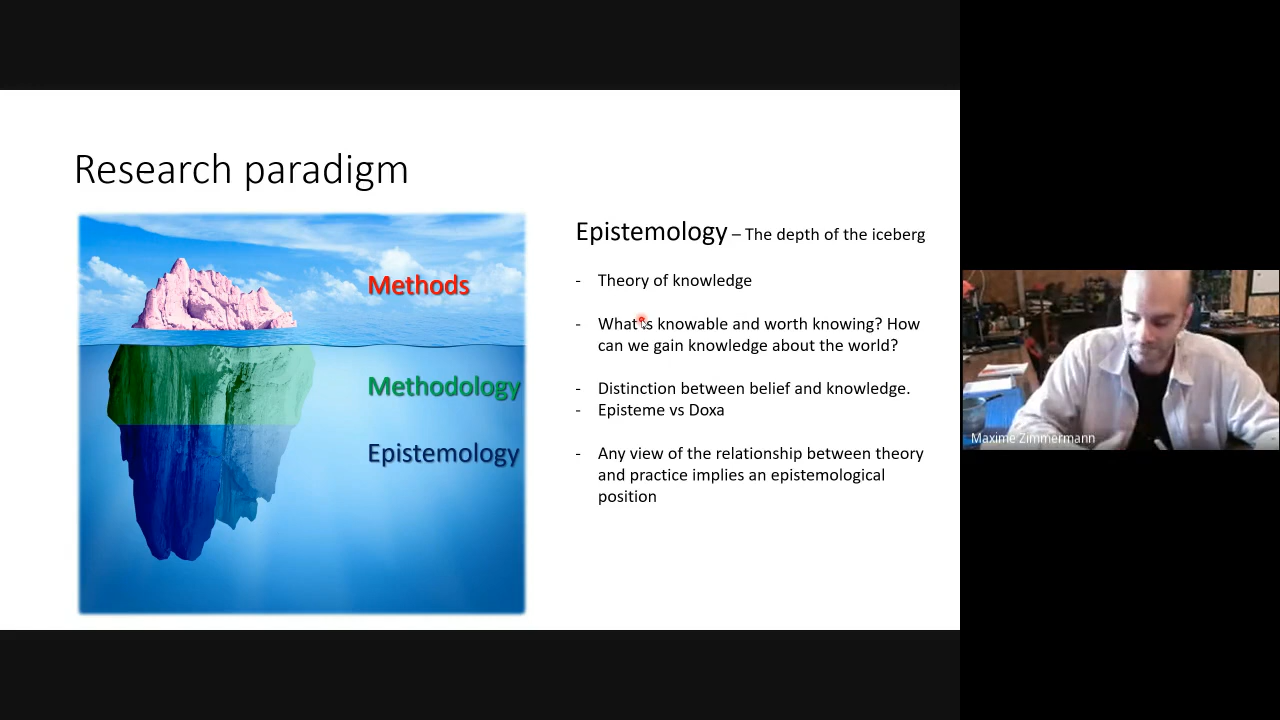 Research paradigm
Methods
Methodology
Epistemology
Epistemology – The depth of the iceberg
- Theory of knowledge
- What is knowable and worth knowing? How
can we gain knowledge about the world?
- Distinction between belief and knowledge.
- Episteme vs Doxa
- Any view of the relationship between theory
and practice implies an epistemological
position
Maxime Zimmermann